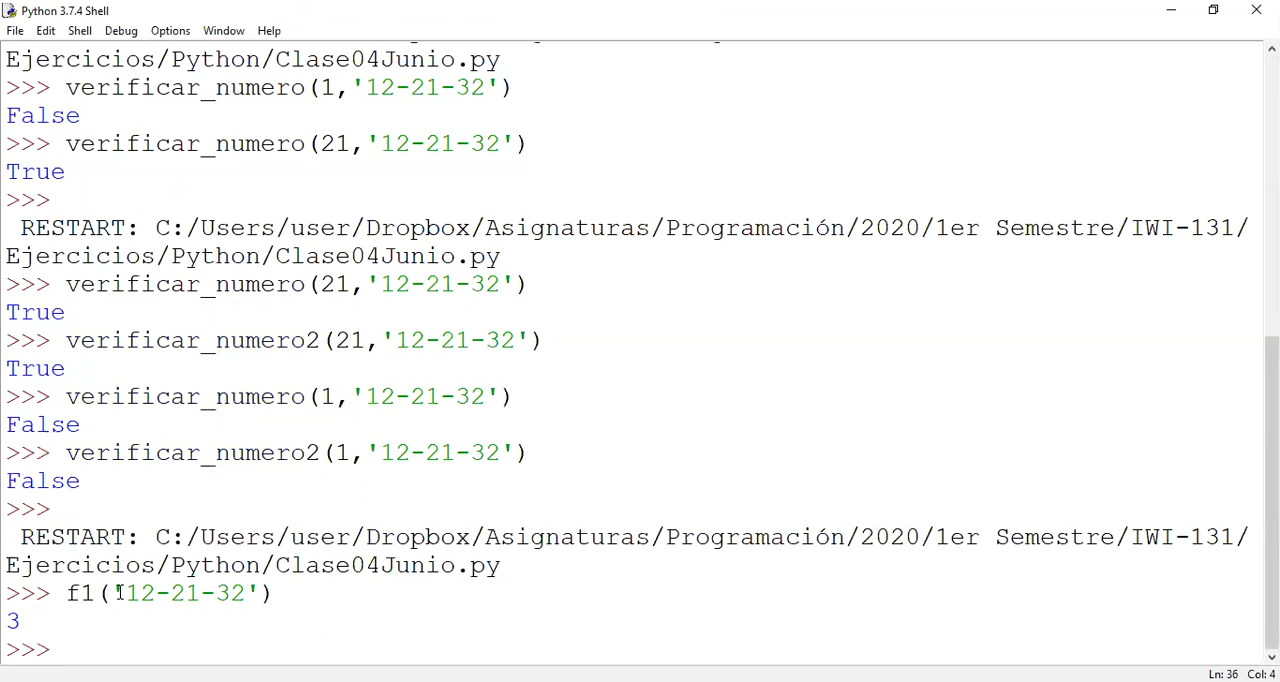 Python 3.7.4 Shell
File Edit Shell Debug Options Window Help
Ejercicios/Python/Clase04Junio.py
>>> verificar_numero(1,'12-21-32')
False
>>> verificar_numero(21,'12-21-32')
True
>>>
RESTART: C:/Users/user/Dropbox/Asignaturas/Programación/2020/1er Semestre/IWI-131/
Ejercicios/Python/Clase04Junio.py
>>> verificar_numero(21,'12-21-32')
True
>>> verificar_numero2(21,'12-21-32')
True
>>> verificar_numero(1,'12-21-32')
False
>>> verificar_numero2(1,'12-21-32')
False
>>>
RESTART: C:/Users/user/Dropbox/Asignaturas/Programación/2020/1er Semestre/IWI-131/
Ejercicios/Python/Clase04Junio.py
>>> f1('12-21-32')
3
>>>
Ln: 36 Col: 4